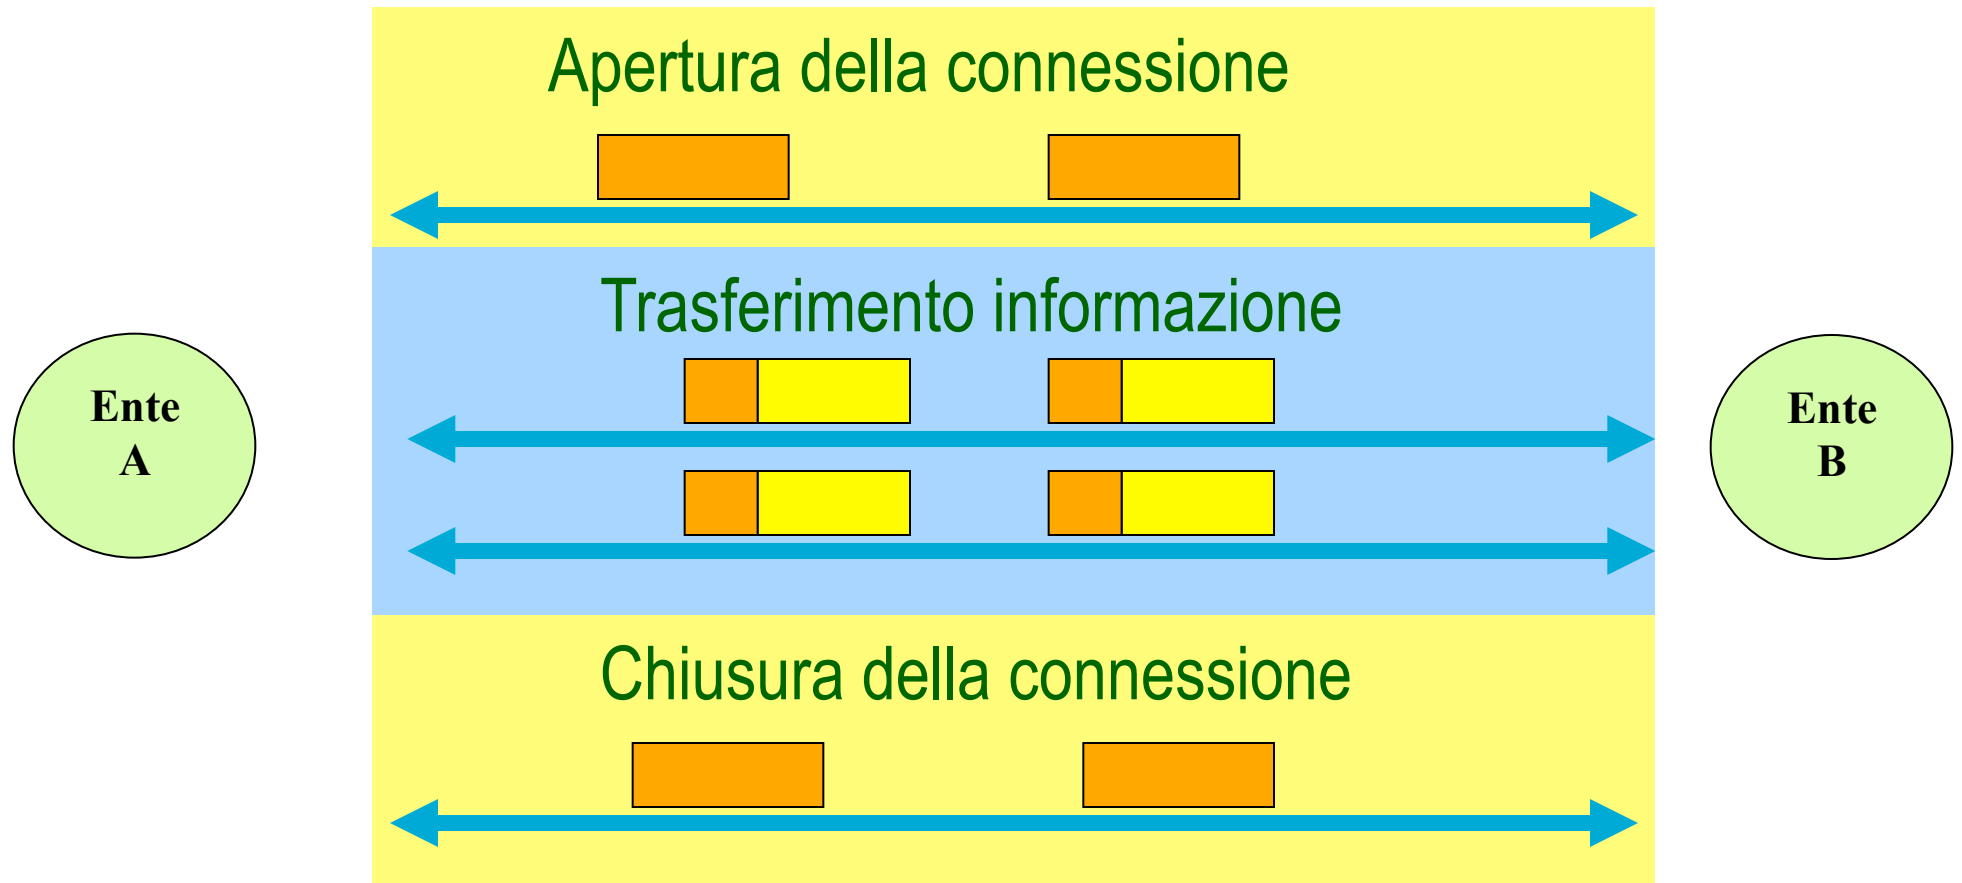 Apertura della connessione
Trasferimento informazione
Ente
A
Ente
B
Chiusura della connessione